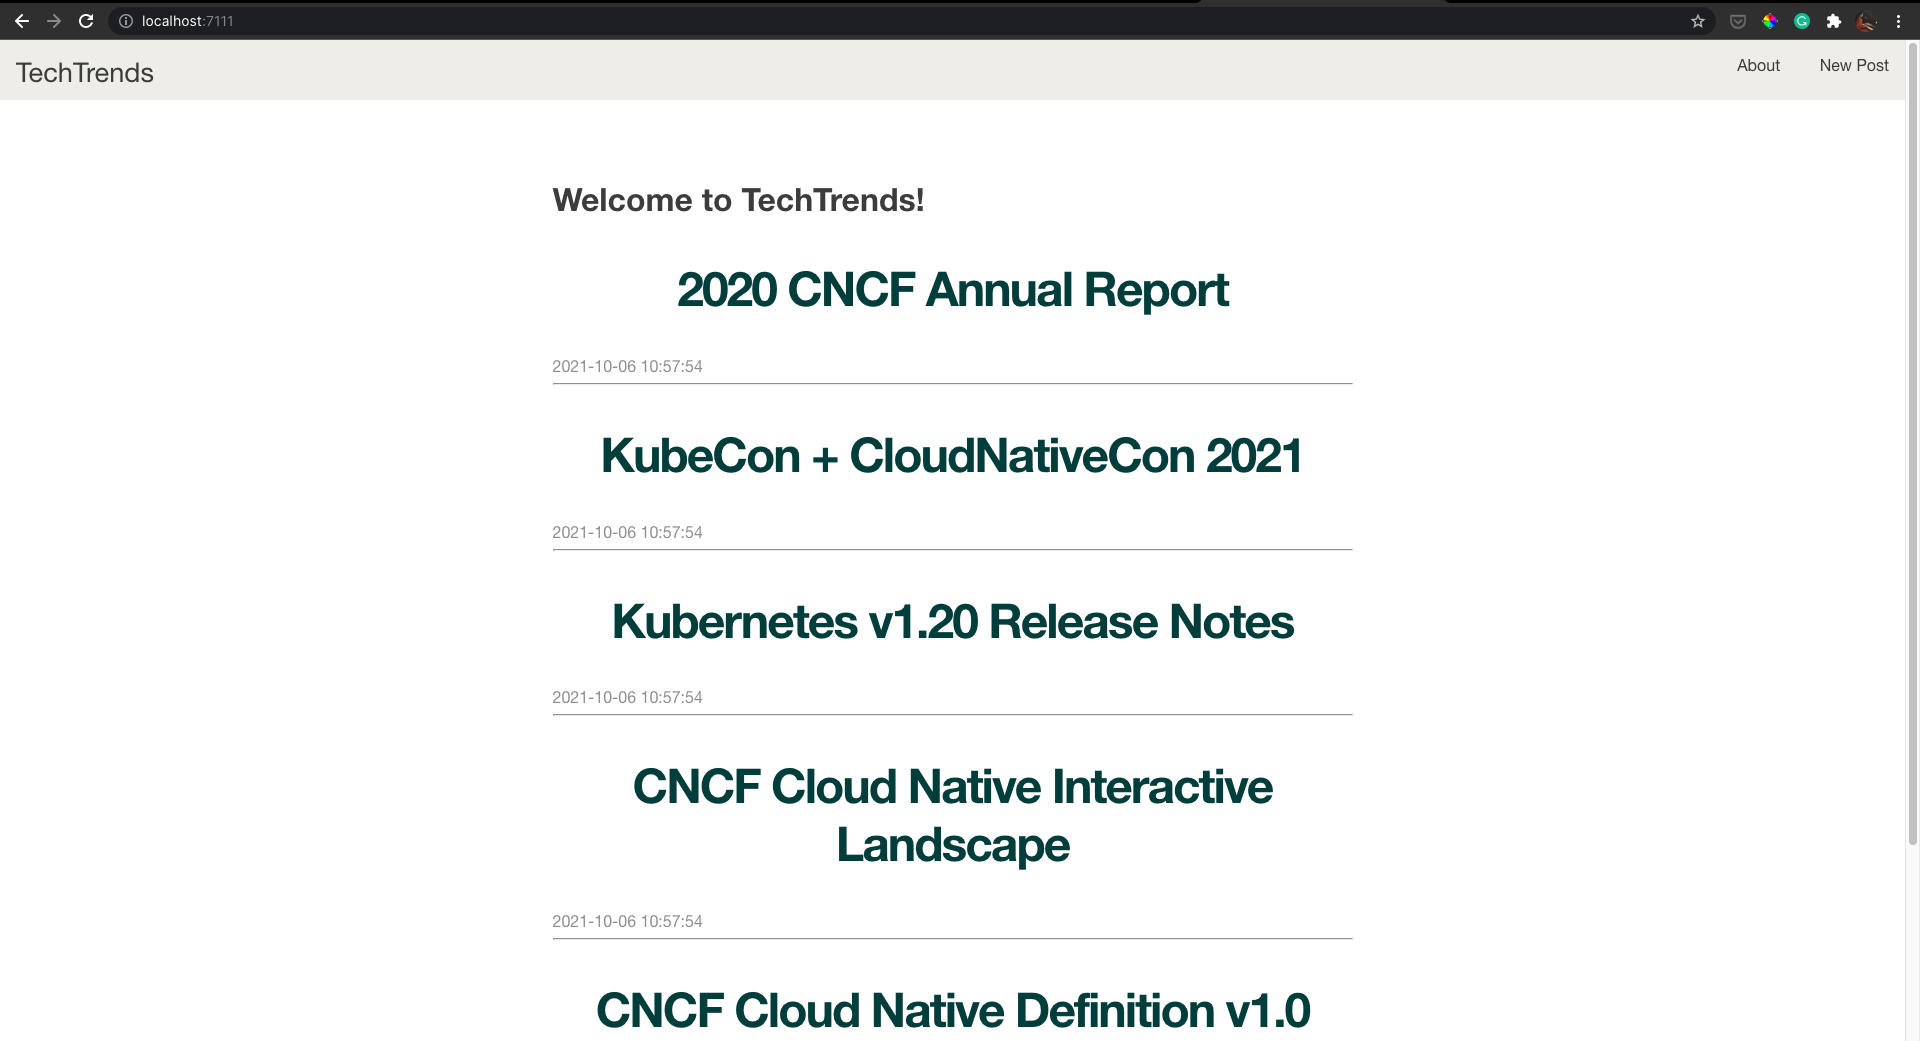 localhost:7111
TechTrends
About
New Post
Welcome to TechTrends!
2020 CNCF Annual Report
2021-10-06 10:57:54
KubeCon + CloudNativeCon 2021
2021-10-06 10:57:54
Kubernetes v1.20 Release Notes
2021-10-06 10:57:54
CNCF Cloud Native Interactive
Landscape
2021-10-06 10:57:54
CNCF Cloud Native Definition v1.0